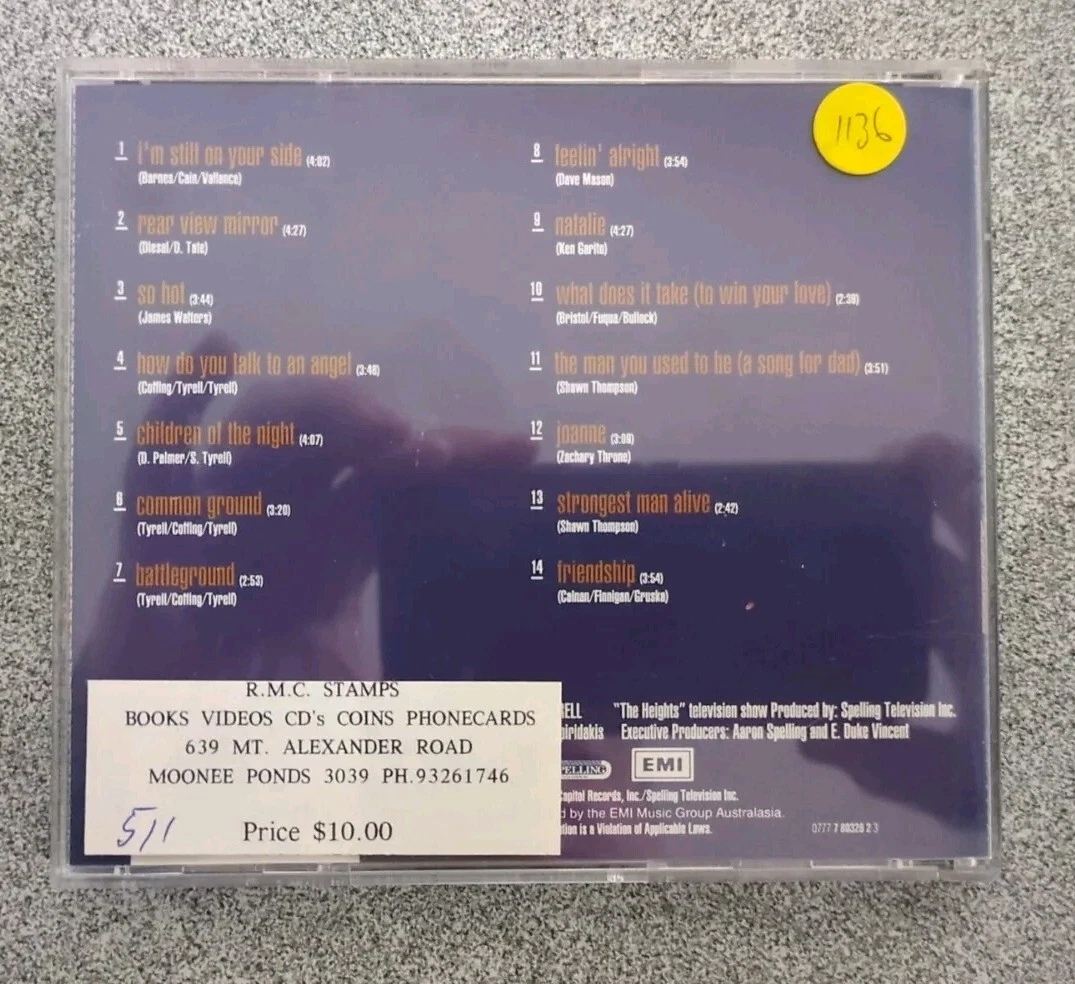 1136
1 i'm still on your side (4:02)
(Barnes/Cain/Vallance)
2 rear view mirror (4:27)
(Diesal/D. Tate)
3 so hot (3:44)
(James Walters)
4 how do you talk to an angel (3:48)
(Coffing/Tyrell/Tyrell)
5 children of the night (4:07)
(D. Palmer/S. Tyrell)
6 common ground (3:20)
(Tyrell/Coffing/Tyrell)
7 battleground (2:53)
(Tyrell/Coffing/Tyrell)
8 feelin' alright (3:54)
(Dave Mason)
9 natalie (4:27)
(Ken Garito)
10 what does it take (to win your love) (2:38)
(Bristol/Fuqua/Bullock)
11 the man you used to be (a song for dad) (3:51)
(Shawn Thompson)
12 joanne (3:09)
(Zachary Throne)
13 strongest man alive (2:42)
(Shawn Thompson)
14 friendship (3:54)
(Calnan/Finnigan/Gruska)
R.M.C. STAMPS
BOOKS VIDEOS CD's COINS PHONECARDS
639 MT. ALEXANDER ROAD
MOONEE PONDS 3039 PH.93261746
511 Price $10.00
"The Heights" television show Produced by: Spelling Television Inc.
Executive Producers: Aaron Spelling and E. Duke Vincent
EMI
Capitol Records, Inc./Spelling Television Inc.
by the EMI Music Group Australasia.
is a Violation of Applicable Laws.
0777 7 80328 2 3